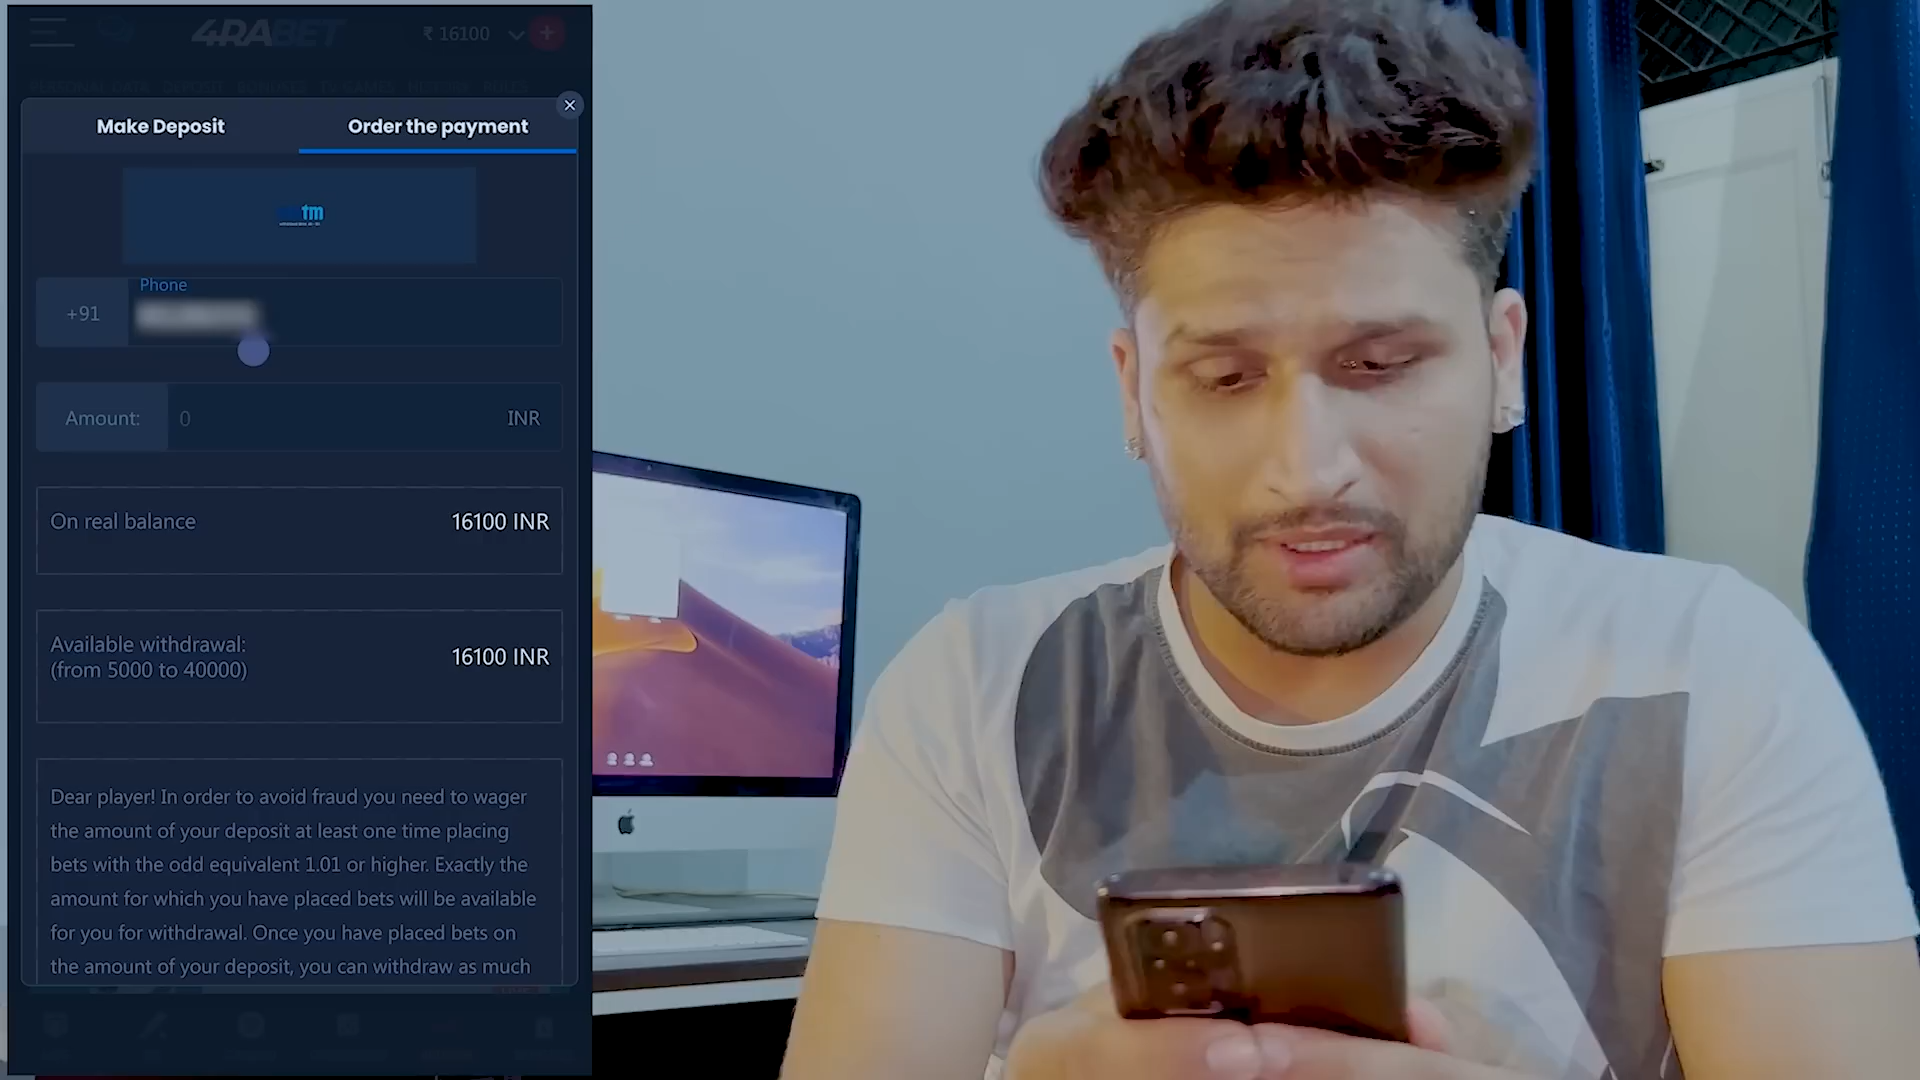 4RABET
₹ 16100
Make Deposit
Order the payment
Phone
+91
Amount:
0
INR
On real balance
16100 INR
Available withdrawal:
(from 5000 to 40000)
16100 INR
Dear player! In order to avoid fraud you need to wager
the amount of your deposit at least one time placing
bets with the odd equivalent 1.01 or higher. Exactly the
amount for which you have placed bets will be available
for you for withdrawal. Once you have placed bets on
the amount of your deposit, you can withdraw as much